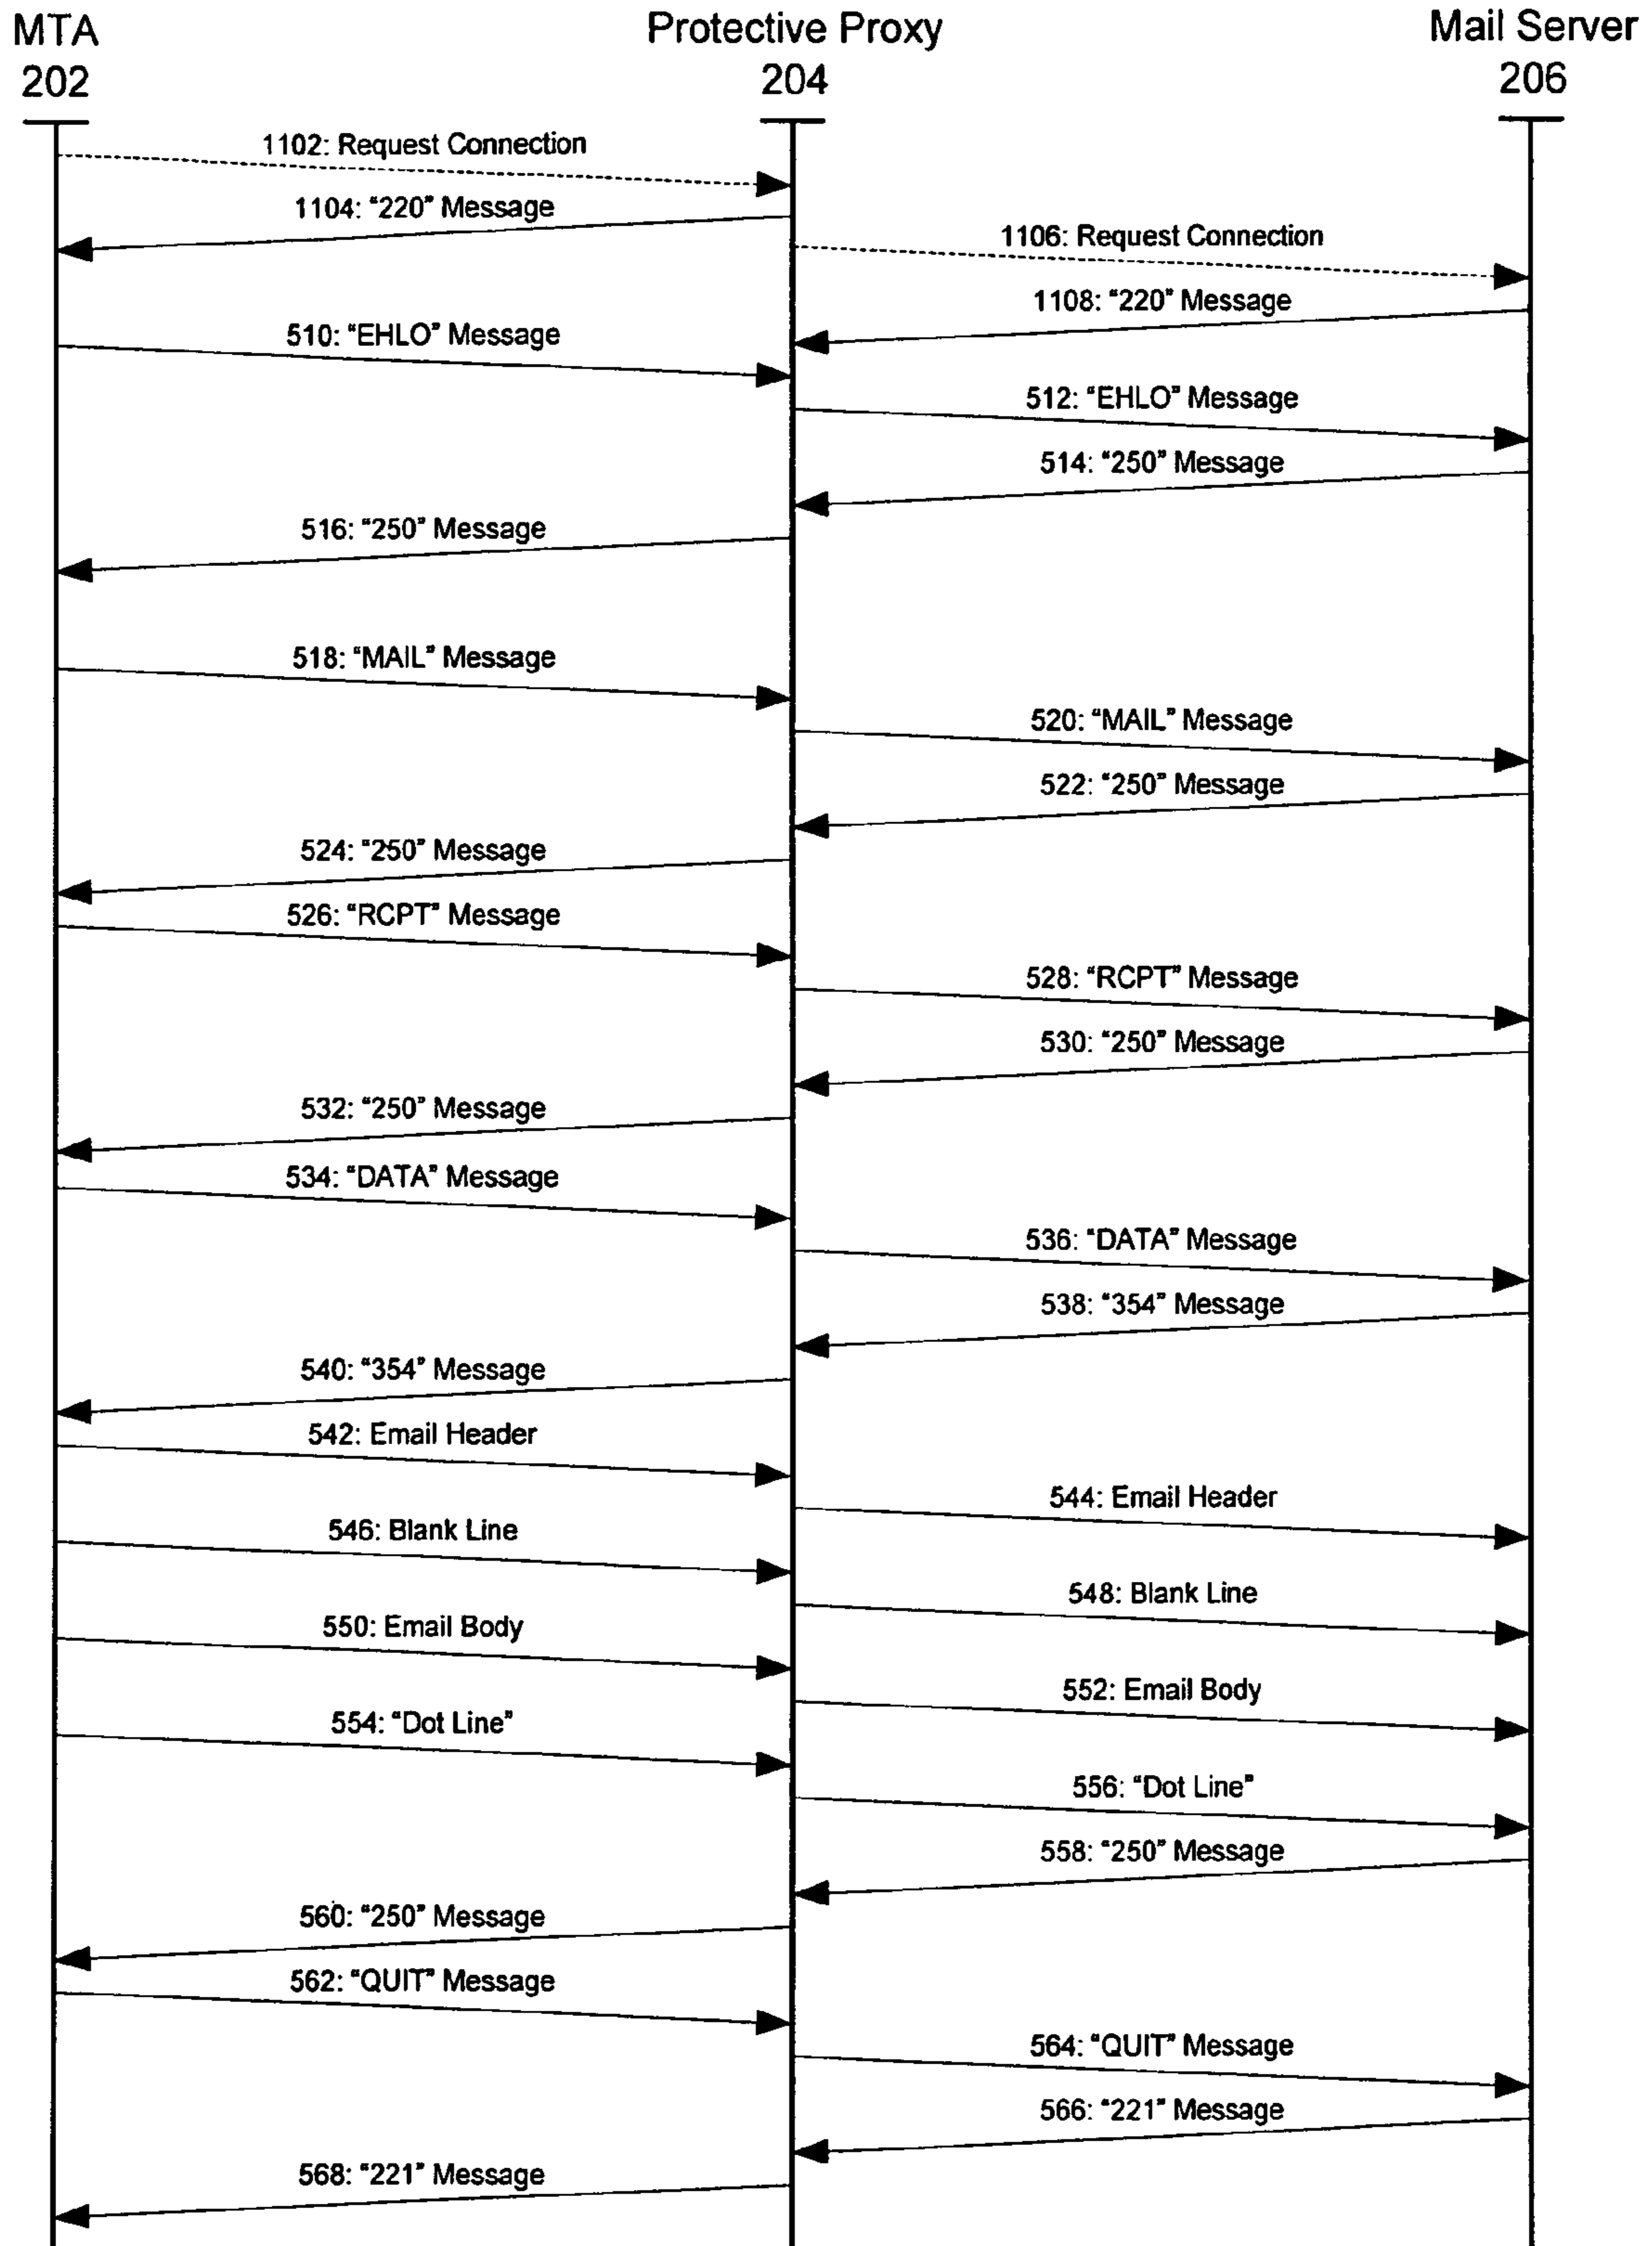 MTA
202
Protective Proxy
204
Mail Server
206
1102: Request Connection
1104: "220" Message
1106: Request Connection
1108: "220" Message
510: "EHLO" Message
512: "EHLO" Message
514: "250" Message
516: "250" Message
518: "MAIL" Message
520: "MAIL" Message
522: "250" Message
524: "250" Message
526: "RCPT" Message
528: "RCPT" Message
530: "250" Message
532: "250" Message
534: "DATA" Message
536: "DATA" Message
538: "354" Message
540: "354" Message
542: Email Header
544: Email Header
546: Blank Line
548: Blank Line
550: Email Body
552: Email Body
554: "Dot Line"
556: "Dot Line"
558: "250" Message
560: "250" Message
562: "QUIT" Message
564: "QUIT" Message
566: "221" Message
568: "221" Message